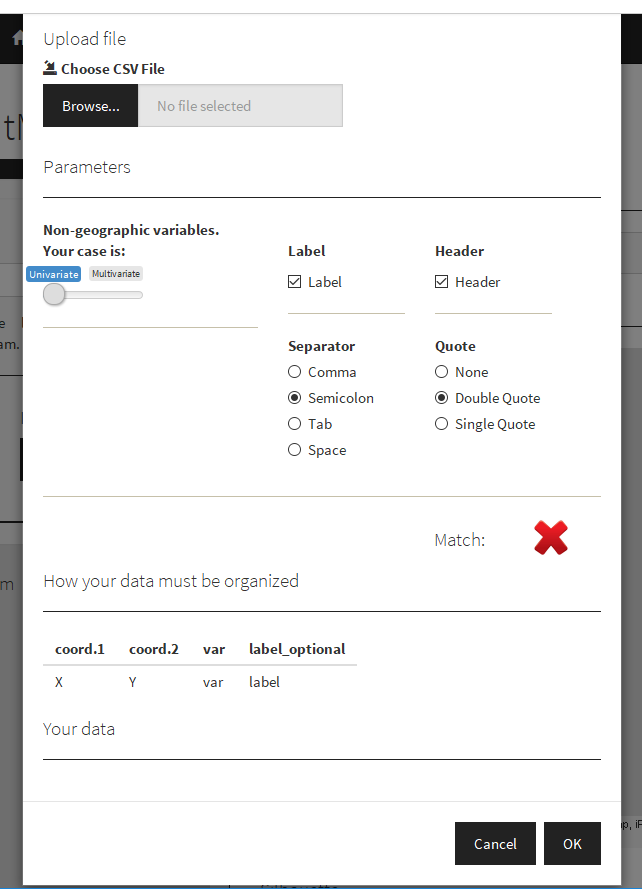 Upload file
Choose CSV File
Browse... No file selected
Parameters
Non-geographic variables.
Your case is:
Univariate Multivariate
Label
Label
Header
Header
Separator
Comma
Semicolon
Tab
Space
Quote
None
Double Quote
Single Quote
Match:
How your data must be organized
coord.1 coord.2 var label_optional
X Y var label
Your data
Cancel OK